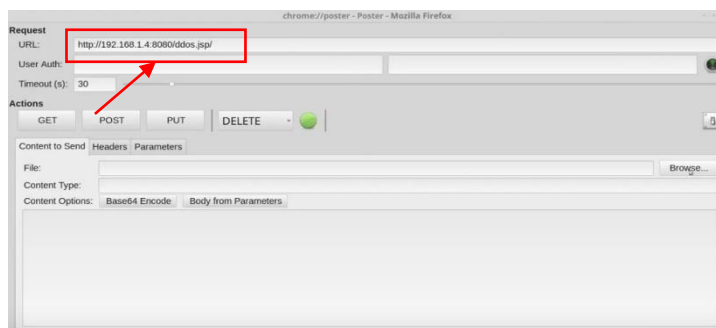 chrome://poster - Poster - Mozilla Firefox
Request
URL: http://192.168.1.4:8080/ddos.jsp/
User Auth:
Timeout (s): 30
Actions
GET POST PUT DELETE
Content to Send Headers Parameters
File: Browse...
Content Type:
Content Options: Base64 Encode Body from Parameters